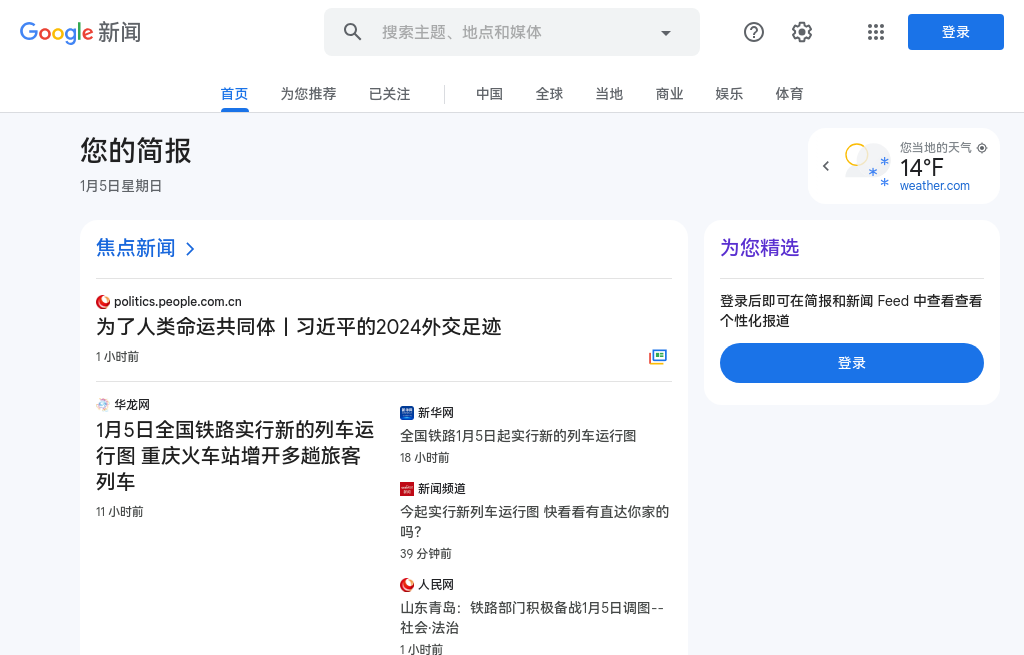 Google 新闻
搜索主题、地点和媒体
登录
首页
为您推荐
已关注
中国
全球
当地
商业
娱乐
体育
您的简报
1月5日星期日
您当地的天气
14°F
weather.com
焦点新闻
politics.people.com.cn
为了人类命运共同体丨习近平的2024外交足迹
1 小时前
华龙网
1月5日全国铁路实行新的列车运
行图 重庆火车站增开多趟旅客
列车
11 小时前
新华网
全国铁路1月5日起实行新的列车运行图
18 小时前
新闻频道
今起实行新列车运行图 快看看有直达你家的
吗?
39 分钟前
人民网
山东青岛：铁路部门积极备战1月5日调图--
社会·法治
1 小时前
为您精选
登录后即可在简报和新闻 Feed 中查看查看
个性化报道
登录